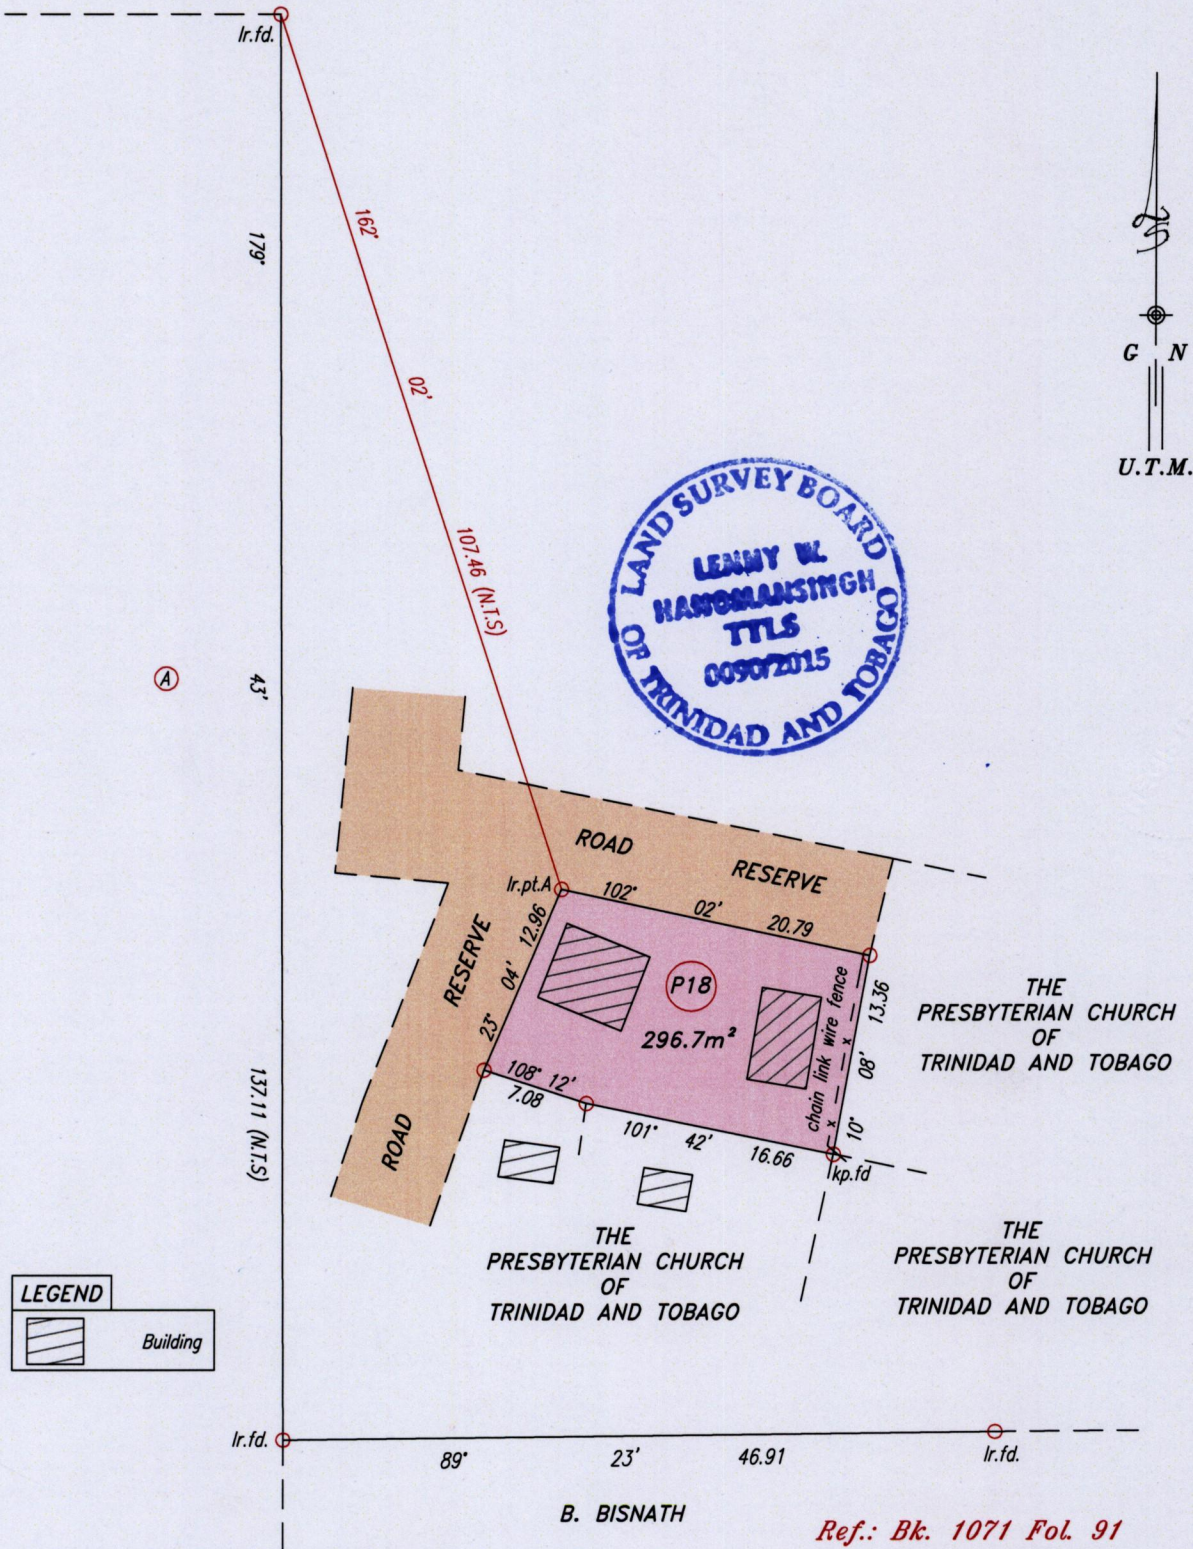 Ir.fd.
162°
02'
107.46 (N.T.S)
179°
43'
137.11 (N.T.S)
G N
U.T.M.
LAND SURVEY BOARD
OF TRINIDAD AND TOBAGO
LENNY W.
HANOMANSINGH
TTLS
0090/2015
A
ROAD RESERVE
Ir.pt.A
102° 02' 20.79
ROAD RESERVE
23° 04' 12.96
P18
296.7m²
chain link wire fence
x x x
10° 08' 13.36
THE
PRESBYTERIAN CHURCH
OF
TRINIDAD AND TOBAGO
108° 12'
7.08
101° 42' 16.66
kp.fd
THE
PRESBYTERIAN CHURCH
OF
TRINIDAD AND TOBAGO
THE
PRESBYTERIAN CHURCH
OF
TRINIDAD AND TOBAGO
LEGEND
Building
Ir.fd.
89° 23' 46.91
Ir.fd.
B. BISNATH
Ref.: Bk. 1071 Fol. 91